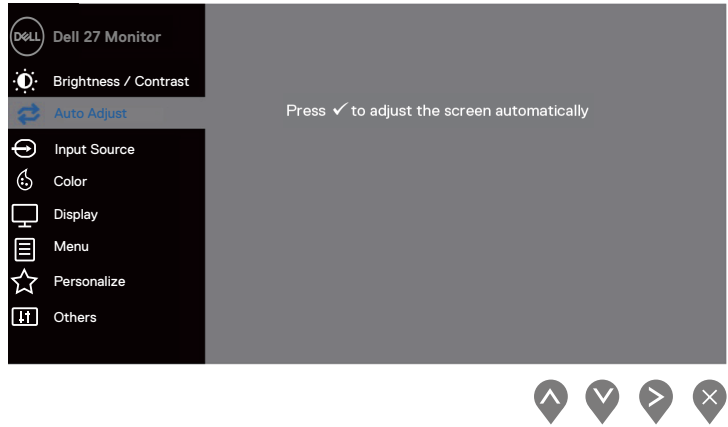 DELL
Dell 27 Monitor
Brightness / Contrast
Auto Adjust
Press ✓ to adjust the screen automatically
Input Source
Color
Display
Menu
Personalize
Others